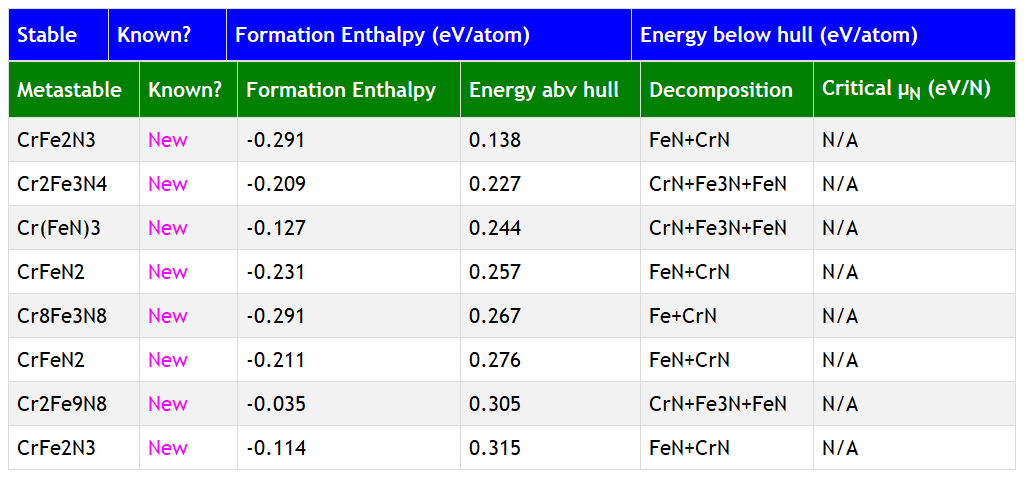 Stable Known? Formation Enthalpy (eV/atom) Energy below hull (eV/atom)
Metastable Known? Formation Enthalpy Energy abv hull Decomposition Critical μN (eV/N)
CrFe2N3 New -0.291 0.138 FeN+CrN N/A
Cr2Fe3N4 New -0.209 0.227 CrN+Fe3N+FeN N/A
Cr(FeN)3 New -0.127 0.244 CrN+Fe3N+FeN N/A
CrFeN2 New -0.231 0.257 FeN+CrN N/A
Cr8Fe3N8 New -0.291 0.267 Fe+CrN N/A
CrFeN2 New -0.211 0.276 FeN+CrN N/A
Cr2Fe9N8 New -0.035 0.305 CrN+Fe3N+FeN N/A
CrFe2N3 New -0.114 0.315 FeN+CrN N/A